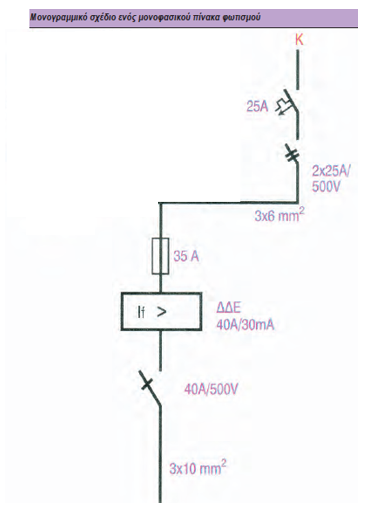 Μονογραμμικό σχέδιο ενός μονοφασικού πίνακα φωτισμού
K
25A
2x25A/
500V
3x6 mm²
35 A
If >
ΔΔΕ
40A/30mA
40A/500V
3x10 mm²